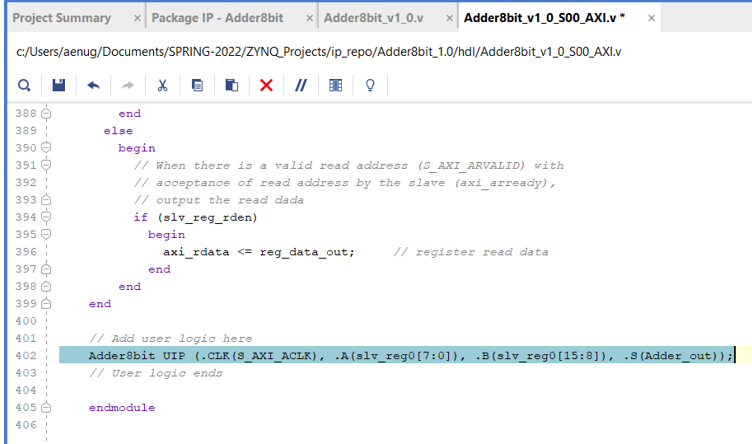 Project Summary × Package IP - Adder8bit × Adder8bit_v1_0.v × Adder8bit_v1_0_S00_AXI.v * ×
c:/Users/aenug/Documents/SPRING-2022/ZYNQ_Projects/ip_repo/Adder8bit_1.0/hdl/Adder8bit_v1_0_S00_AXI.v
388 end
389 else
390 begin
391 // When there is a valid read address (S_AXI_ARVALID) with
392 // acceptance of read address by the slave (axi_arready),
393 // output the read dada
394 if (slv_reg_rden)
395 begin
396 axi_rdata <= reg_data_out; // register read data
397 end
398 end
399 end
400
401 // Add user logic here
402 Adder8bit UIP (.CLK(S_AXI_ACLK), .A(slv_reg0[7:0]), .B(slv_reg0[15:8]), .S(Adder_out));
403 // User logic ends
404
405 endmodule
406